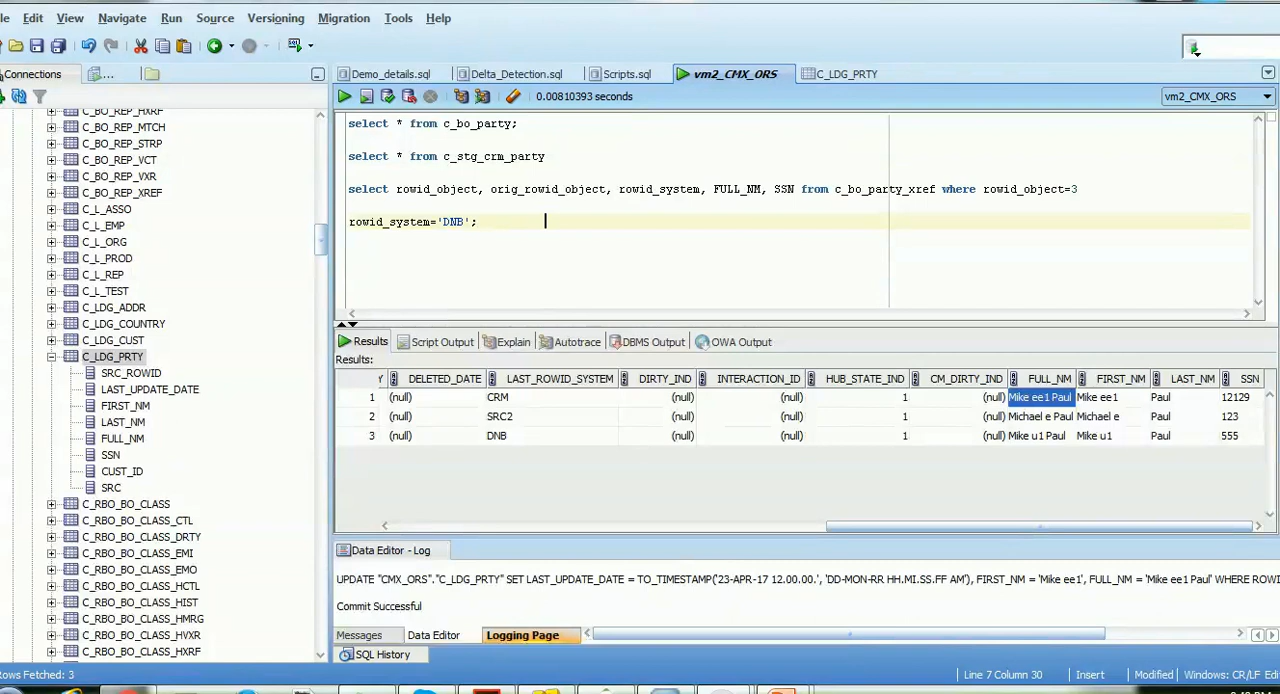 Edit View Navigate Run Source Versioning Migration Tools Help
Connections ...
Demo_details.sql Delta_Detection.sql Scripts.sql vm2_CMX_ORS C_LDG_PRTY
0.00810393 seconds vm2_CMX_ORS
select * from c_bo_party;
select * from c_stg_crm_party
select rowid_object, orig_rowid_object, rowid_system, FULL_NM, SSN from c_bo_party_xref where rowid_object=3
rowid_system='DNB';
C_BO_REP_HXRF
C_BO_REP_MTCH
C_BO_REP_STRP
C_BO_REP_VCT
C_BO_REP_VXR
C_BO_REP_XREF
C_L_ASSO
C_L_EMP
C_L_ORG
C_L_PROD
C_L_REP
C_L_TEST
C_LDG_ADDR
C_LDG_COUNTRY
C_LDG_CUST
C_LDG_PRTY
SRC_ROWID
LAST_UPDATE_DATE
FIRST_NM
LAST_NM
FULL_NM
SSN
CUST_ID
SRC
C_RBO_BO_CLASS
C_RBO_BO_CLASS_CTL
C_RBO_BO_CLASS_DRTY
C_RBO_BO_CLASS_EMI
C_RBO_BO_CLASS_EMO
C_RBO_BO_CLASS_HCTL
C_RBO_BO_CLASS_HIST
C_RBO_BO_CLASS_HMRG
C_RBO_BO_CLASS_HVXR
C_RBO_BO_CLASS_HXRF
Results Script Output Explain Autotrace DBMS Output OWA Output
Results:
Y DELETED_DATE LAST_ROWID_SYSTEM DIRTY_IND INTERACTION_ID HUB_STATE_IND CM_DIRTY_IND FULL_NM FIRST_NM LAST_NM SSN
1 (null) CRM (null) (null) 1 (null) Mike ee1 Paul Mike ee1 Paul 12129
2 (null) SRC2 (null) (null) 1 (null) Michael e Paul Michael e Paul 123
3 (null) DNB (null) (null) 1 (null) Mike u1 Paul Mike u1 Paul 555
Data Editor - Log
UPDATE "CMX_ORS"."C_LDG_PRTY" SET LAST_UPDATE_DATE = TO_TIMESTAMP('23-APR-17 12.00.00.', 'DD-MON-RR HH.MI.SS.FF AM'), FIRST_NM = 'Mike ee1', FULL_NM = 'Mike ee1 Paul' WHERE ROWID
Commit Successful
Messages Data Editor Logging Page
SQL History
Rows Fetched: 3 Line 7 Column 30 Insert Modified Windows: CR/LF Edi